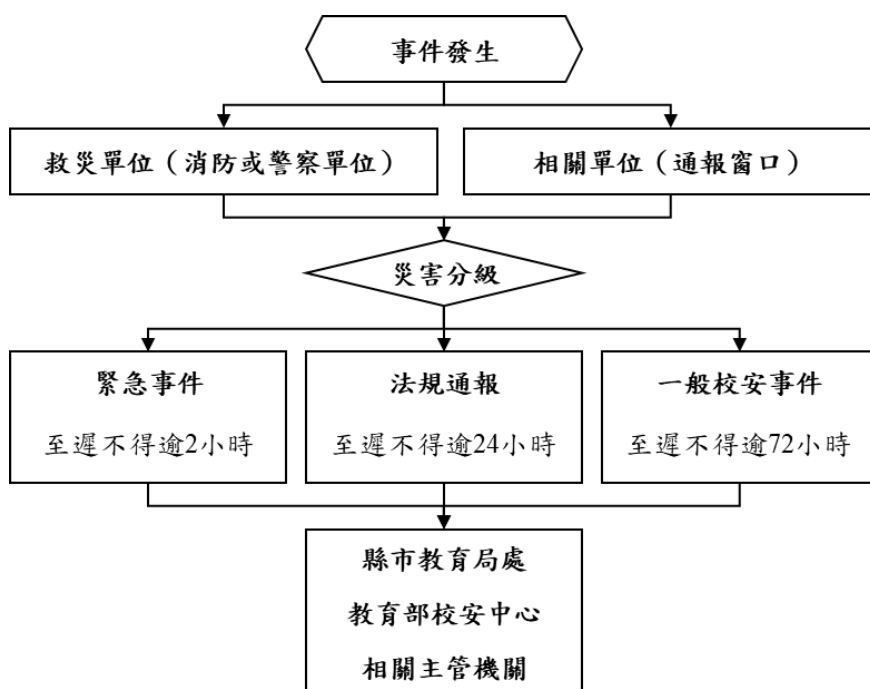 事件發生
救災單位（消防或警察單位）
相關單位（通報窗口）
災害分級
緊急事件
至遲不得逾2小時
法規通報
至遲不得逾24小時
一般校安事件
至遲不得逾72小時
縣市教育局處
教育部校安中心
相關主管機關